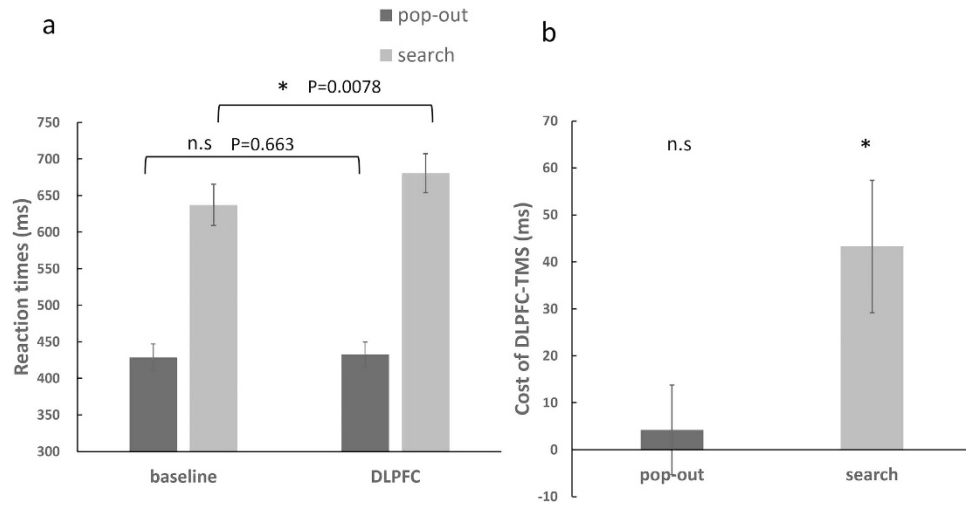 a
pop-out
search
* P=0.0078
n.s P=0.663
Reaction times (ms)
750
700
650
600
550
500
450
400
350
300
baseline
DLPFC
b
n.s
*
Cost of DLPFC-TMS (ms)
70
60
50
40
30
20
10
0
-10
pop-out
search